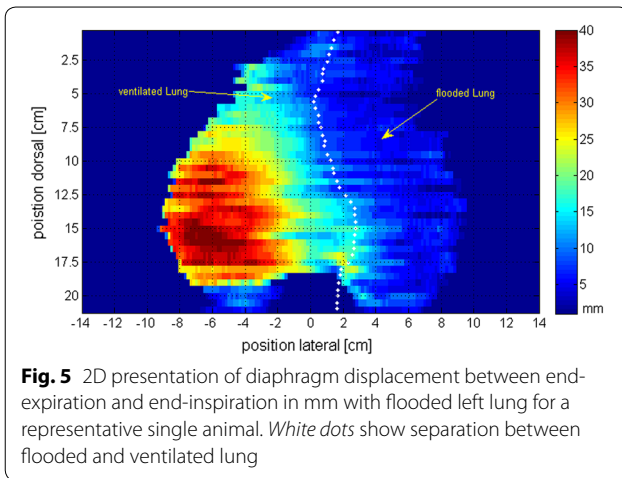 40
2.5
ventilated Lung
35
5
flooded Lung
7.5
30
10
25
poistion dorsal [cm]
12.5
20
15
15
17.5
10
20
5
mm
-14 -12 -10 -8 -6 -4 -2 0 2 4 6 8 10 12 14
position lateral [cm]
Fig. 5 2D presentation of diaphragm displacement between end-
expiration and end-inspiration in mm with flooded left lung for a
representative single animal. White dots show separation between
flooded and ventilated lung